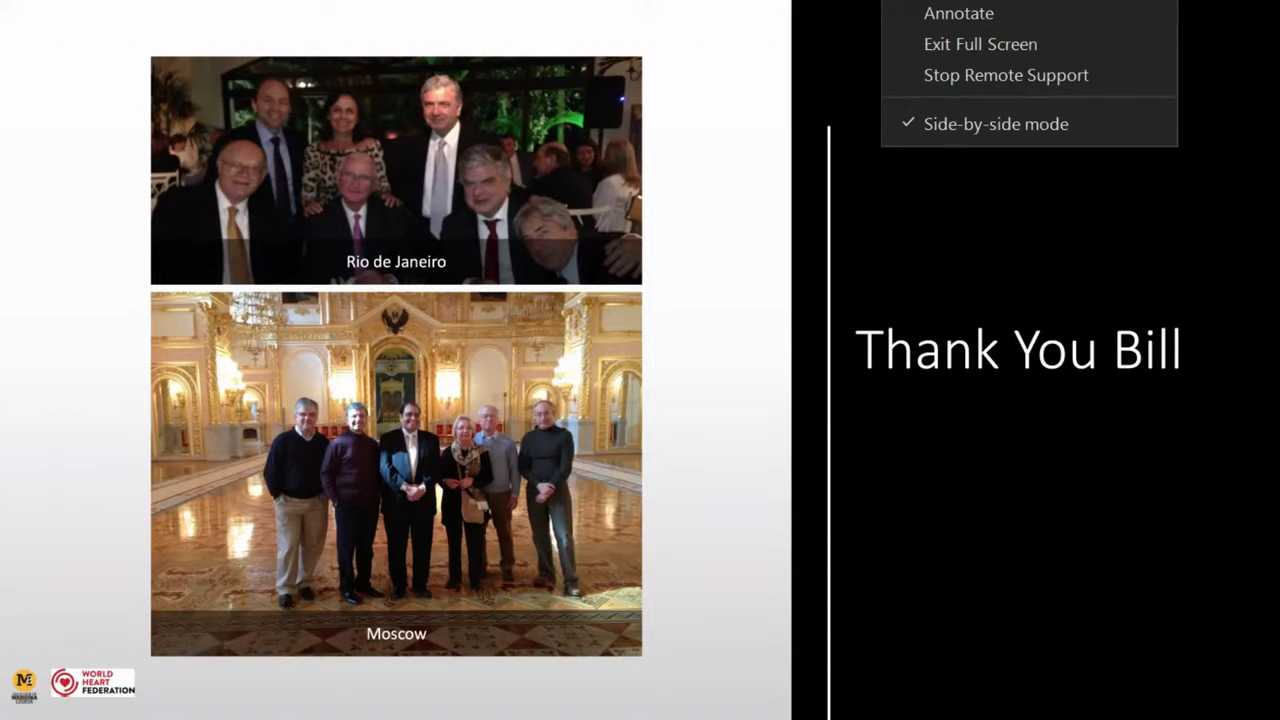 Rio de Janeiro
Moscow
WORLD
HEART
FEDERATION
Annotate
Exit Full Screen
Stop Remote Support
Side-by-side mode
Thank You Bill